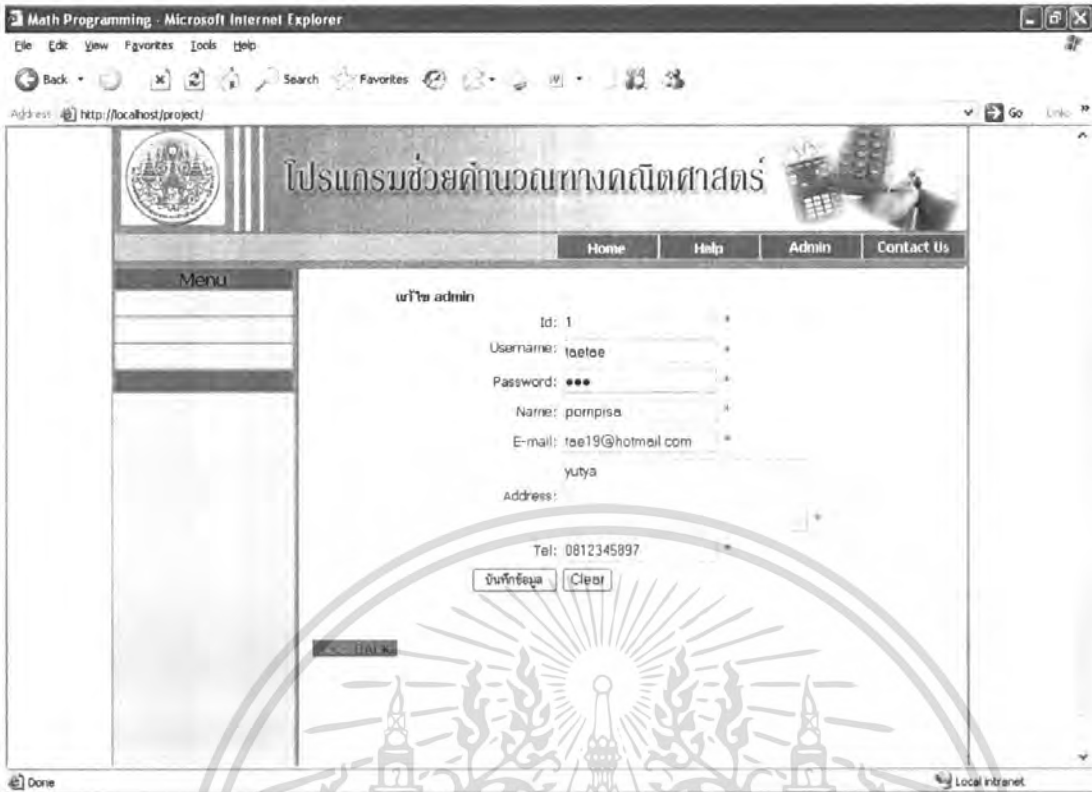 Math Programming - Microsoft Internet Explorer
File Edit View Favorites Tools Help
Back Search Favorites
Address http://localhost/project/ Go Links »
โปรแกรมช่วยคำนวณทางคณิตศาสตร์
Home Help Admin Contact Us
Menu
แก้ไข admin
Id: 1 *
Username: taetae *
Password: ●●● *
Name: pornpisa *
E-mail: tae19@hotmail.com *
yutya
Address: *
Tel: 0812345897 *
บันทึกข้อมูล Clear
<< BACK
Done Local intranet